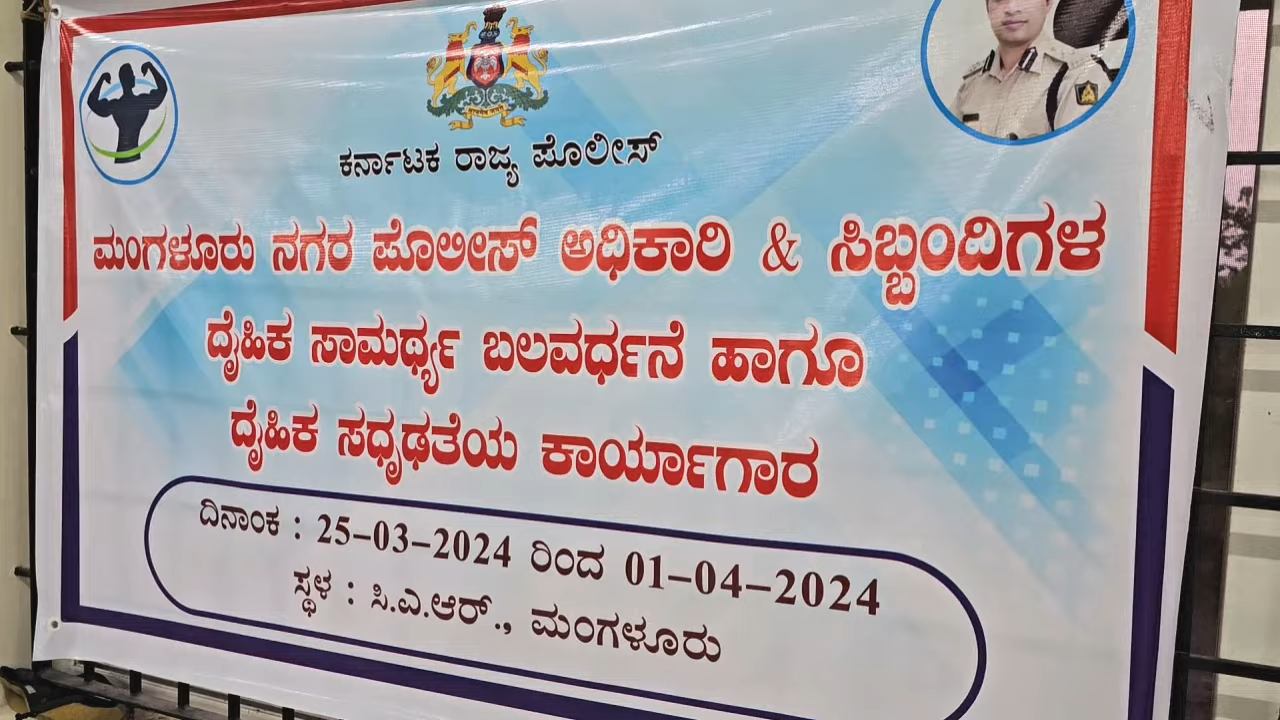 ಕರ್ನಾಟಕ ರಾಜ್ಯ ಪೊಲೀಸ್
ಮಂಗಳೂರು ನಗರ ಪೊಲೀಸ್ ಅಧಿಕಾರಿ & ಸಿಬ್ಬಂದಿಗಳ
ದೈಹಿಕ ಸಾಮರ್ಥ್ಯ ಬಲವರ್ಧನೆ ಹಾಗೂ
ದೈಹಿಕ ಸಧೃಢತೆಯ ಕಾರ್ಯಾಗಾರ
ದಿನಾಂಕ : 25-03-2024 ರಿಂದ 01-04-2024
ಸ್ಥಳ : ಸಿ.ಎ.ಆರ್., ಮಂಗಳೂರು